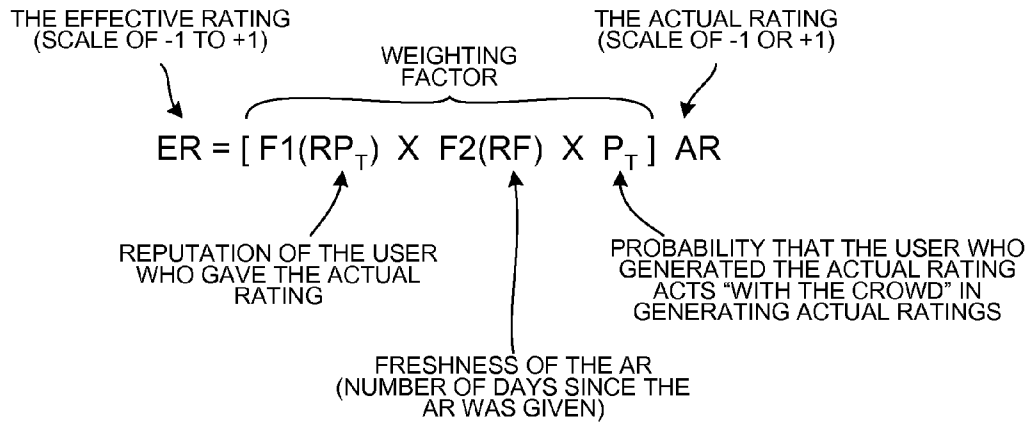 THE EFFECTIVE RATING
(SCALE OF -1 TO +1)
WEIGHTING
FACTOR
THE ACTUAL RATING
(SCALE OF -1 OR +1)
ER = [ F1(RP_T) X F2(RF) X P_T ] AR
REPUTATION OF THE USER
WHO GAVE THE ACTUAL
RATING
PROBABILITY THAT THE USER WHO
GENERATED THE ACTUAL RATING
ACTS “WITH THE CROWD” IN
GENERATING ACTUAL RATINGS
FRESHNESS OF THE AR
(NUMBER OF DAYS SINCE THE
AR WAS GIVEN)